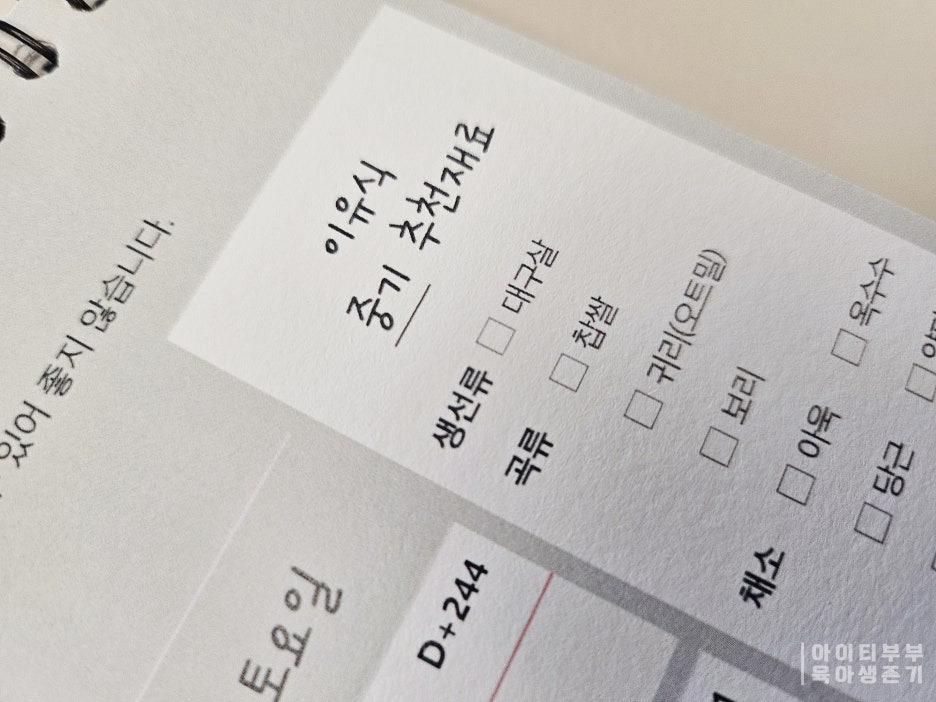 있어 좋지 않습니다.
이유식
중기 추천재료
생선류 □ 대구살
곡류 □ 찹쌀
□ 귀리(오트밀)
□ 보리
채소 □ 아욱 □ 옥수수
□ 당근
토요일
D+244
아이티부부
육아생존기